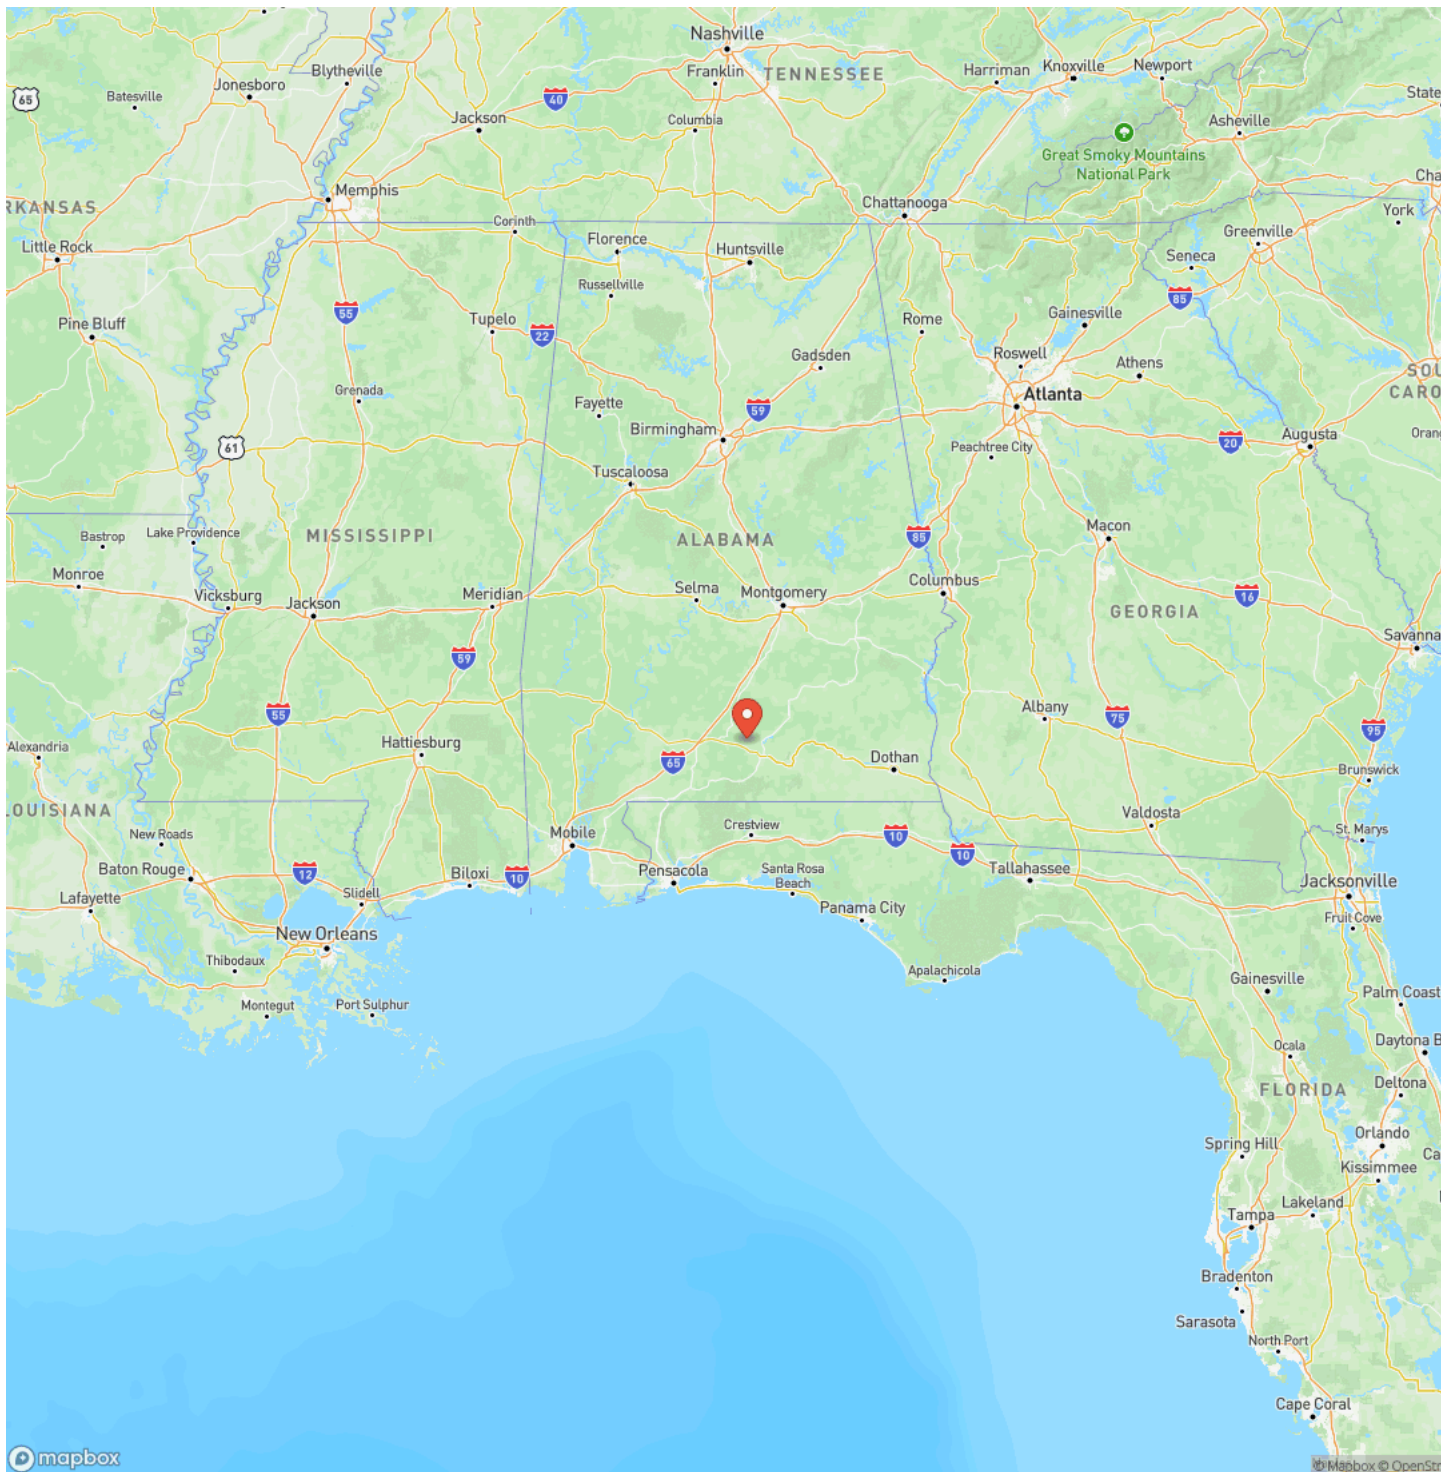 Nashville
Blytheville
Franklin
TENNESSEE
Harriman
Knoxville
Newport
Jonesboro
65
Batesville
40
State
Jackson
Columbia
Asheville
Great Smoky Mountains
National Park
Memphis
Cha
RKANSAS
Chattanooga
York
Corinth
Florence
Huntsville
Greenville
Little Rock
Seneca
Russellville
85
55
Pine Bluff
Tupelo
22
Rome
Gainesville
Gadsden
Roswell
Athens
SOU
CARO
Grenada
Atlanta
Fayette
59
Birmingham
61
20
Augusta
Oran
Peachtree City
Tuscaloosa
Macon
Bastrop
Lake Providence
MISSISSIPPI
ALABAMA
85
Monroe
Vicksburg
Jackson
Meridian
Selma
Montgomery
Columbus
16
GEORGIA
Savanna
59
55
Albany
75
95
Alexandria
Hattiesburg
65
Dothan
Brunswick
LOUISIANA
Valdosta
New Roads
Mobile
Crestview
10
St. Marys
10
Baton Rouge
12
Biloxi
10
Pensacola
Santa Rosa
Beach
Tallahassee
Jacksonville
Lafayette
Slidell
Panama City
Fruit Cove
New Orleans
Thibodaux
Apalachicola
Gainesville
Montegut
Port Sulphur
Palm Coast
Ocala
Daytona B
FLORIDA
Deltona
Spring Hill
Orlando
Ca
Kissimmee
Lakeland
Tampa
Bradenton
Sarasota
North Port
Cape Coral
mapbox
© Mapbox © OpenStr